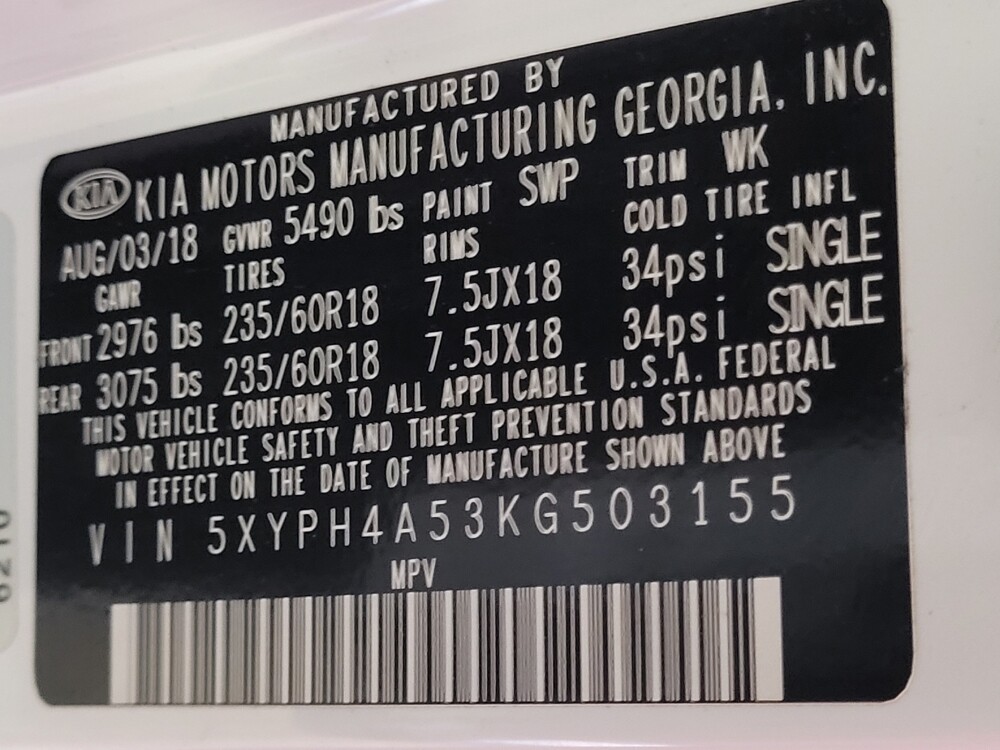 MANUFACTURED BY
KIA KIA MOTORS MANUFACTURING GEORGIA, INC.
AUG/03/18 GVWR 5490 lbs PAINT SWP TRIM WK
GAWR TIRES RIMS COLD TIRE INFL
FRONT 2976 lbs 235/60R18 7.5JX18 34psi SINGLE
REAR 3075 lbs 235/60R18 7.5JX18 34psi SINGLE
THIS VEHICLE CONFORMS TO ALL APPLICABLE U.S.A. FEDERAL
MOTOR VEHICLE SAFETY AND THEFT PREVENTION STANDARDS
IN EFFECT ON THE DATE OF MANUFACTURE SHOWN ABOVE
VIN 5XYPH4A53KG503155
MPV